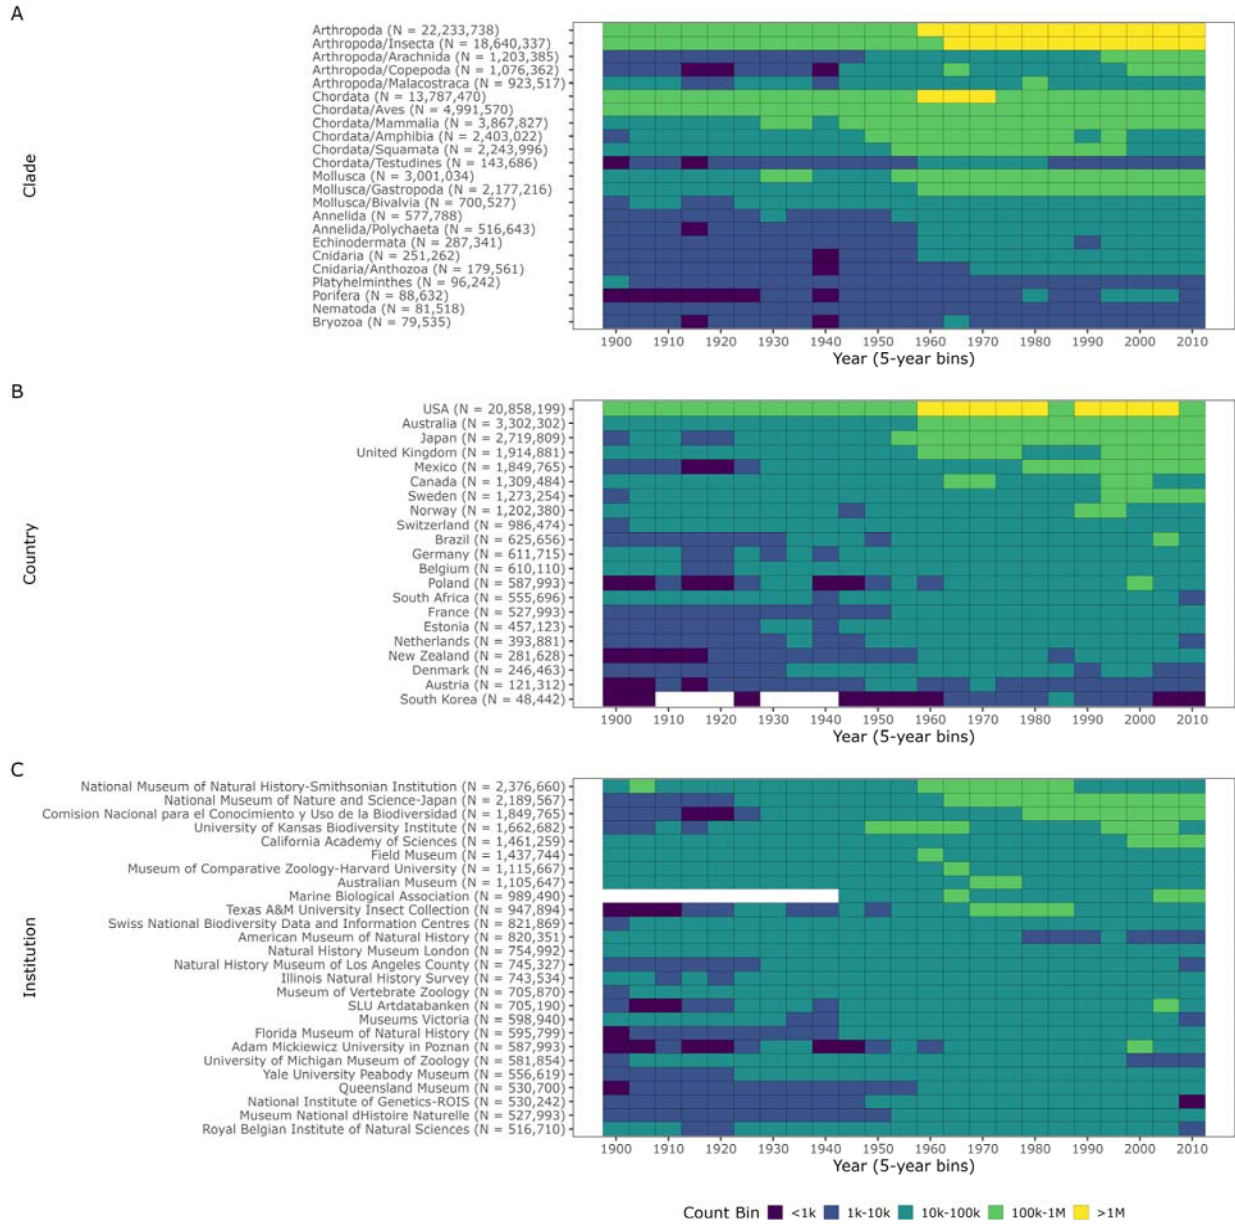 A
Arthropoda (N = 22,233,738)
Arthropoda/Insecta (N = 18,640,337)
Arthropoda/Arachnida (N = 1,203,385)
Arthropoda/Copepoda (N = 1,076,362)
Arthropoda/Malacostraca (N = 923,517)
Chordata (N = 13,787,470)
Chordata/Aves (N = 4,991,570)
Chordata/Mammalia (N = 3,867,827)
Chordata/Amphibia (N = 2,403,022)
Chordata/Squamata (N = 2,243,996)
Chordata/Testudines (N = 143,686)
Mollusca (N = 3,001,034)
Mollusca/Gastropoda (N = 2,177,216)
Mollusca/Bivalvia (N = 700,527)
Annelida (N = 577,788)
Annelida/Polychaeta (N = 516,643)
Echinodermata (N = 287,341)
Cnidaria (N = 251,262)
Cnidaria/Anthozoa (N = 179,561)
Platyhelminthes (N = 96,242)
Porifera (N = 88,632)
Nematoda (N = 81,518)
Bryozoa (N = 79,535)
Clade
1900 1910 1920 1930 1940 1950 1960 1970 1980 1990 2000 2010
Year (5-year bins)
B
USA (N = 20,858,199)
Australia (N = 3,302,302)
Japan (N = 2,719,809)
United Kingdom (N = 1,914,881)
Mexico (N = 1,849,765)
Canada (N = 1,309,484)
Sweden (N = 1,273,254)
Norway (N = 1,202,380)
Switzerland (N = 986,474)
Brazil (N = 625,656)
Germany (N = 611,715)
Belgium (N = 610,110)
Poland (N = 587,993)
South Africa (N = 555,696)
France (N = 527,993)
Estonia (N = 457,123)
Netherlands (N = 393,881)
New Zealand (N = 281,628)
Denmark (N = 246,463)
Austria (N = 121,312)
South Korea (N = 48,442)
Country
1900 1910 1920 1930 1940 1950 1960 1970 1980 1990 2000 2010
Year (5-year bins)
C
National Museum of Natural History-Smithsonian Institution (N = 2,376,660)
National Museum of Nature and Science-Japan (N = 2,189,567)
Comision Nacional para el Conocimiento y Uso de la Biodiversidad (N = 1,849,765)
University of Kansas Biodiversity Institute (N = 1,662,682)
California Academy of Sciences (N = 1,461,259)
Field Museum (N = 1,437,744)
Museum of Comparative Zoology-Harvard University (N = 1,115,667)
Australian Museum (N = 1,105,647)
Marine Biological Association (N = 989,490)
Texas A&M University Insect Collection (N = 947,894)
Swiss National Biodiversity Data and Information Centres (N = 821,869)
American Museum of Natural History (N = 820,351)
Natural History Museum London (N = 754,992)
Natural History Museum of Los Angeles County (N = 745,327)
Illinois Natural History Survey (N = 743,534)
Museum of Vertebrate Zoology (N = 705,870)
SLU Artdatabanken (N = 705,190)
Museums Victoria (N = 598,940)
Florida Museum of Natural History (N = 595,799)
Adam Mickiewicz University in Poznan (N = 587,993)
University of Michigan Museum of Zoology (N = 581,854)
Yale University Peabody Museum (N = 556,619)
Queensland Museum (N = 530,700)
National Institute of Genetics-ROIS (N = 530,242)
Museum National dHistoire Naturelle (N = 527,993)
Royal Belgian Institute of Natural Sciences (N = 516,710)
Institution
1900 1910 1920 1930 1940 1950 1960 1970 1980 1990 2000 2010
Year (5-year bins)
Count Bin <1k 1k-10k 10k-100k 100k-1M >1M